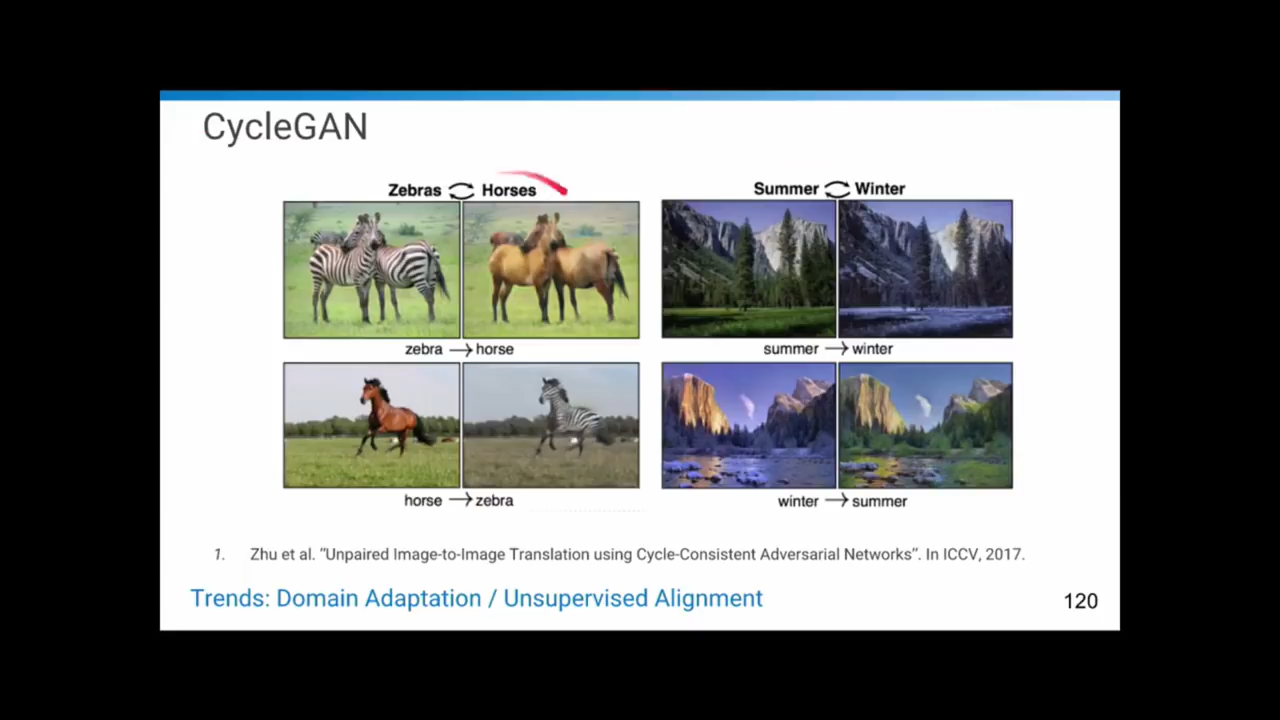 CycleGAN
Zebras Horses
Summer Winter
zebra → horse
summer → winter
horse → zebra
winter → summer
1. Zhu et al. "Unpaired Image-to-Image Translation using Cycle-Consistent Adversarial Networks". In ICCV, 2017.
Trends: Domain Adaptation / Unsupervised Alignment
120